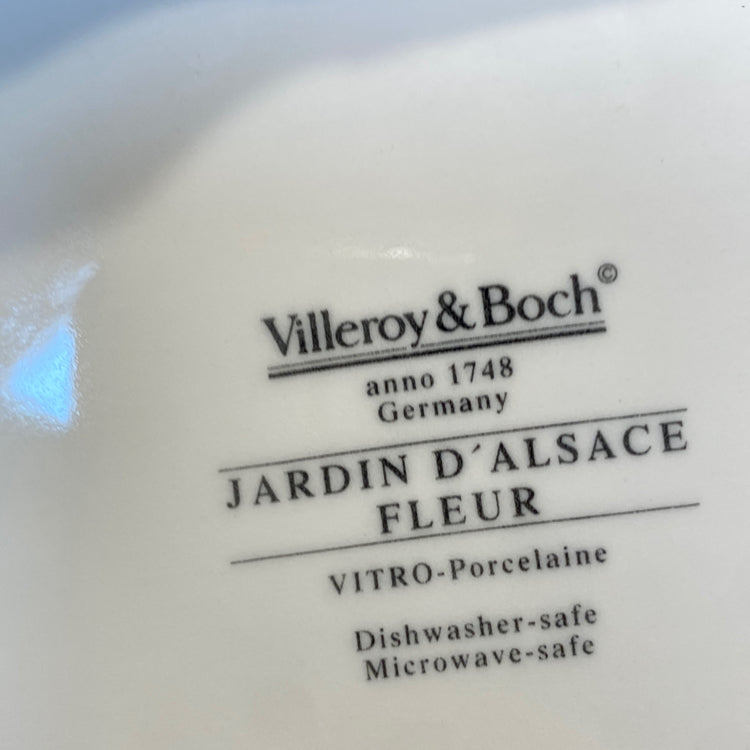 Villeroy & Boch©
anno 1748
Germany
JARDIN D´ALSACE
FLEUR
VITRO-Porcelaine
Dishwasher-safe
Microwave-safe